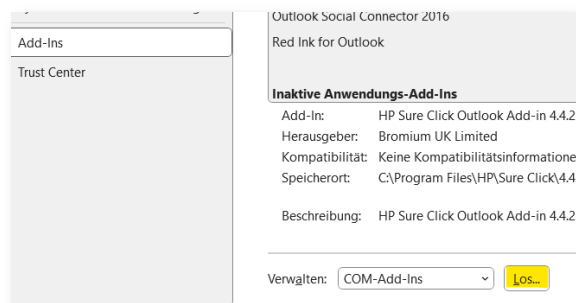 Outlook Social Connector 2016
Add-Ins
Red Ink for Outlook
Trust Center
Inaktive Anwendungs-Add-Ins
Add-In: HP Sure Click Outlook Add-in 4.4.2
Herausgeber: Bromium UK Limited
Kompatibilität: Keine Kompatibilitätsinformatione
Speicherort: C:\Program Files\HP\Sure Click\4.4
Beschreibung: HP Sure Click Outlook Add-in 4.4.2
Verwalten: COM-Add-Ins Los...